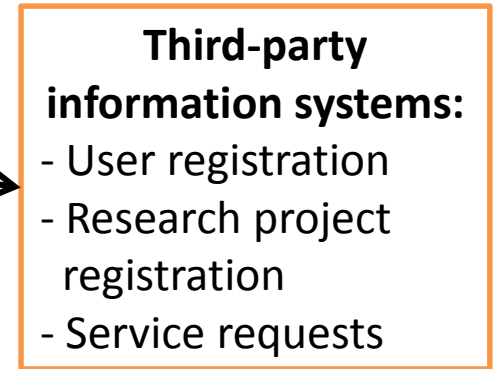 Third-party
information systems:
- User registration
- Research project
registration
- Service requests